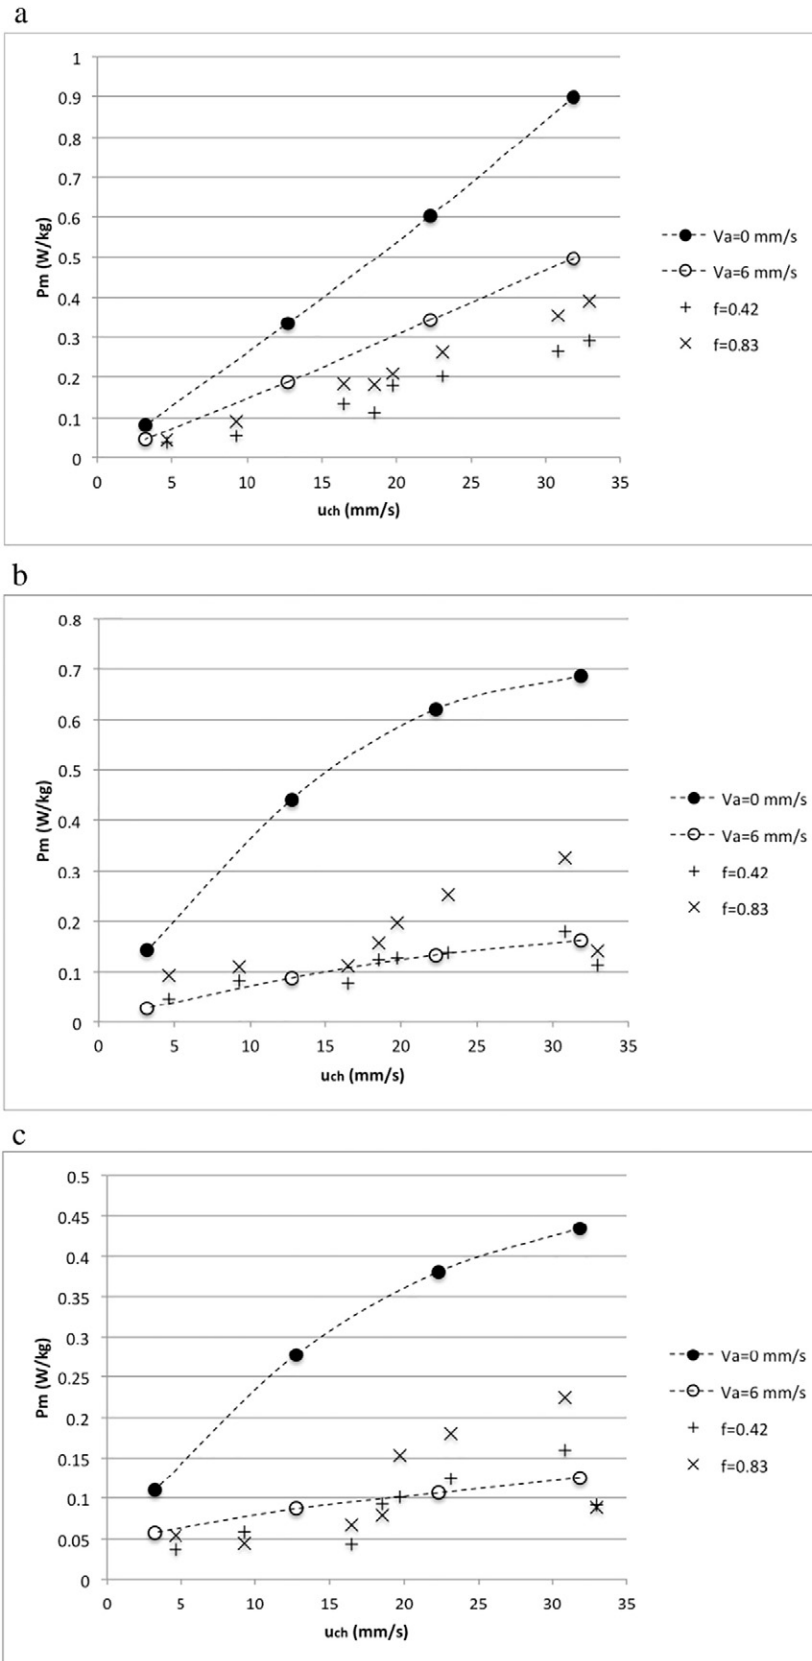 a
1
0.9
0.8
0.7
0.6
0.5
0.4
0.3
0.2
0.1
0
Pm (W/kg)
0 5 10 15 20 25 30 35
uch (mm/s)
Va=0 mm/s
Va=6 mm/s
f=0.42
f=0.83
b
0.8
0.7
0.6
0.5
0.4
0.3
0.2
0.1
0
Pm (W/kg)
0 5 10 15 20 25 30 35
uch (mm/s)
Va=0 mm/s
Va=6 mm/s
f=0.42
f=0.83
c
0.5
0.45
0.4
0.35
0.3
0.25
0.2
0.15
0.1
0.05
0
Pm (W/kg)
0 5 10 15 20 25 30 35
uch (mm/s)
Va=0 mm/s
Va=6 mm/s
f=0.42
f=0.83